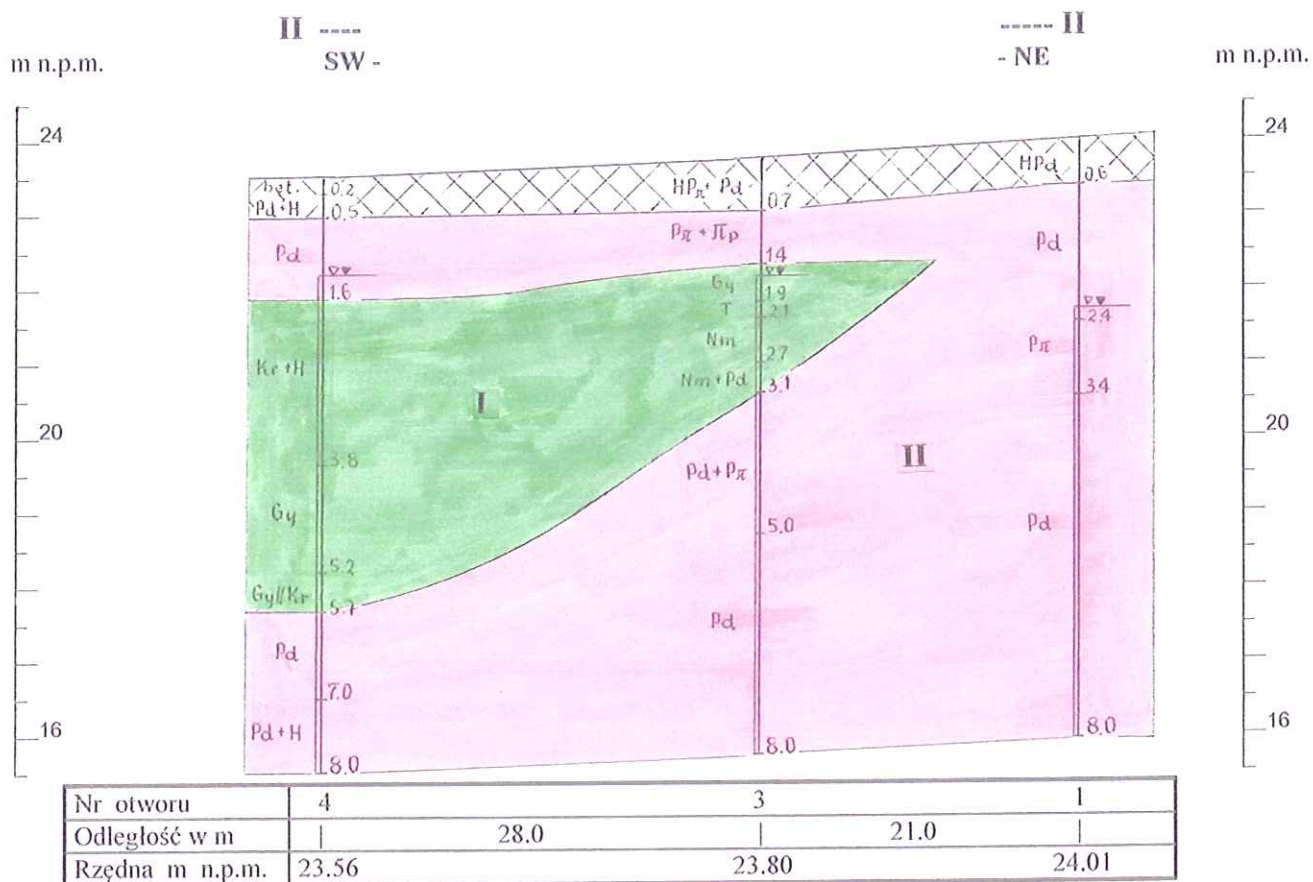 II ---- ----- II
SW - - NE
m n.p.m. m n.p.m.
24 24
20 20
16 16
bgt. 0.2
Pd+H 0.5
Pd
1.6
Kr+H
3.8
Gy
5.2
Gy//Kr 5.7
Pd
7.0
Pd+H
8.0
I
HPπ+Pd 0.7
Pπ+Πp
1.4
Gy 1.9
T 2.1
Nm
2.7
Nm+Pd 3.1
Pd+Pπ
5.0
Pd
8.0
II
HPd 0.6
Pd
2.4
Pπ
3.4
Pd
8.0
Nr otworu 4 3 1
Odległość w m 28.0 21.0
Rzędna m n.p.m. 23.56 23.80 24.01